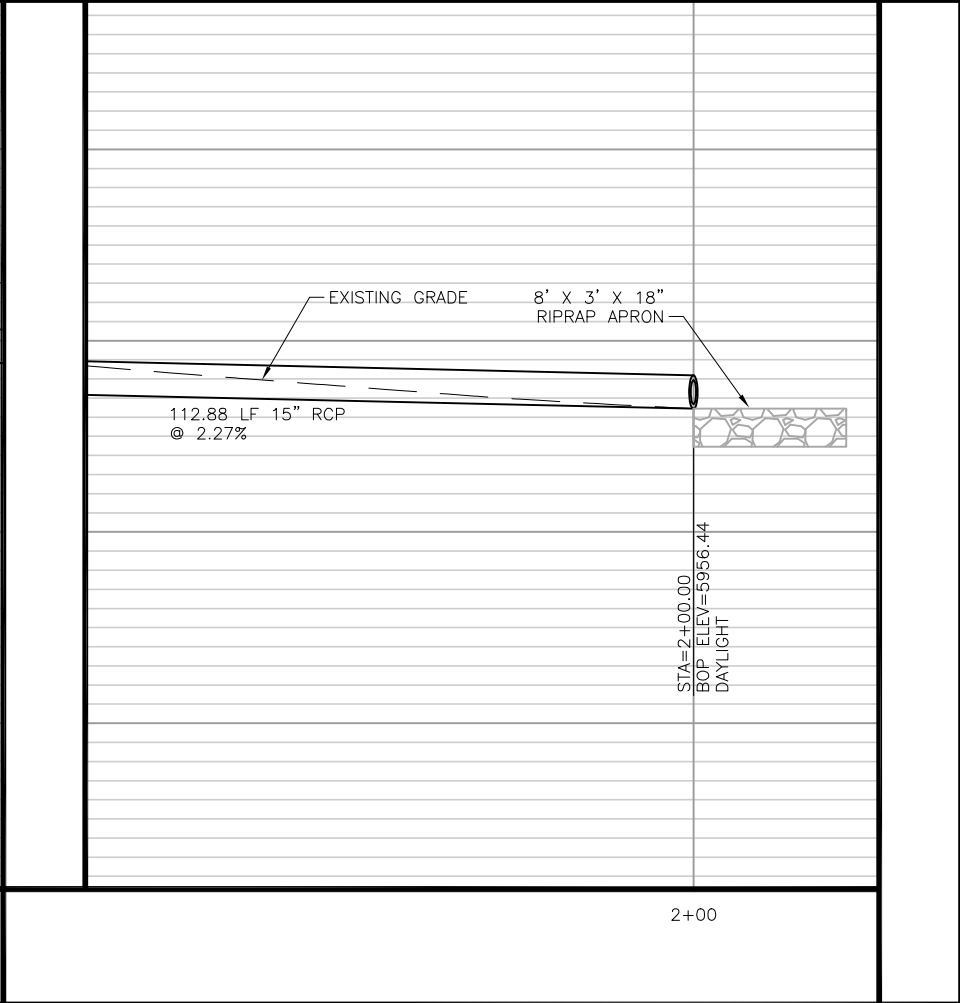 EXISTING GRADE
8' X 3' X 18"
RIPRAP APRON
112.88 LF 15" RCP
@ 2.27%
STA=2+00.00
BOP ELEV=5956.44
DAYLIGHT
2+00